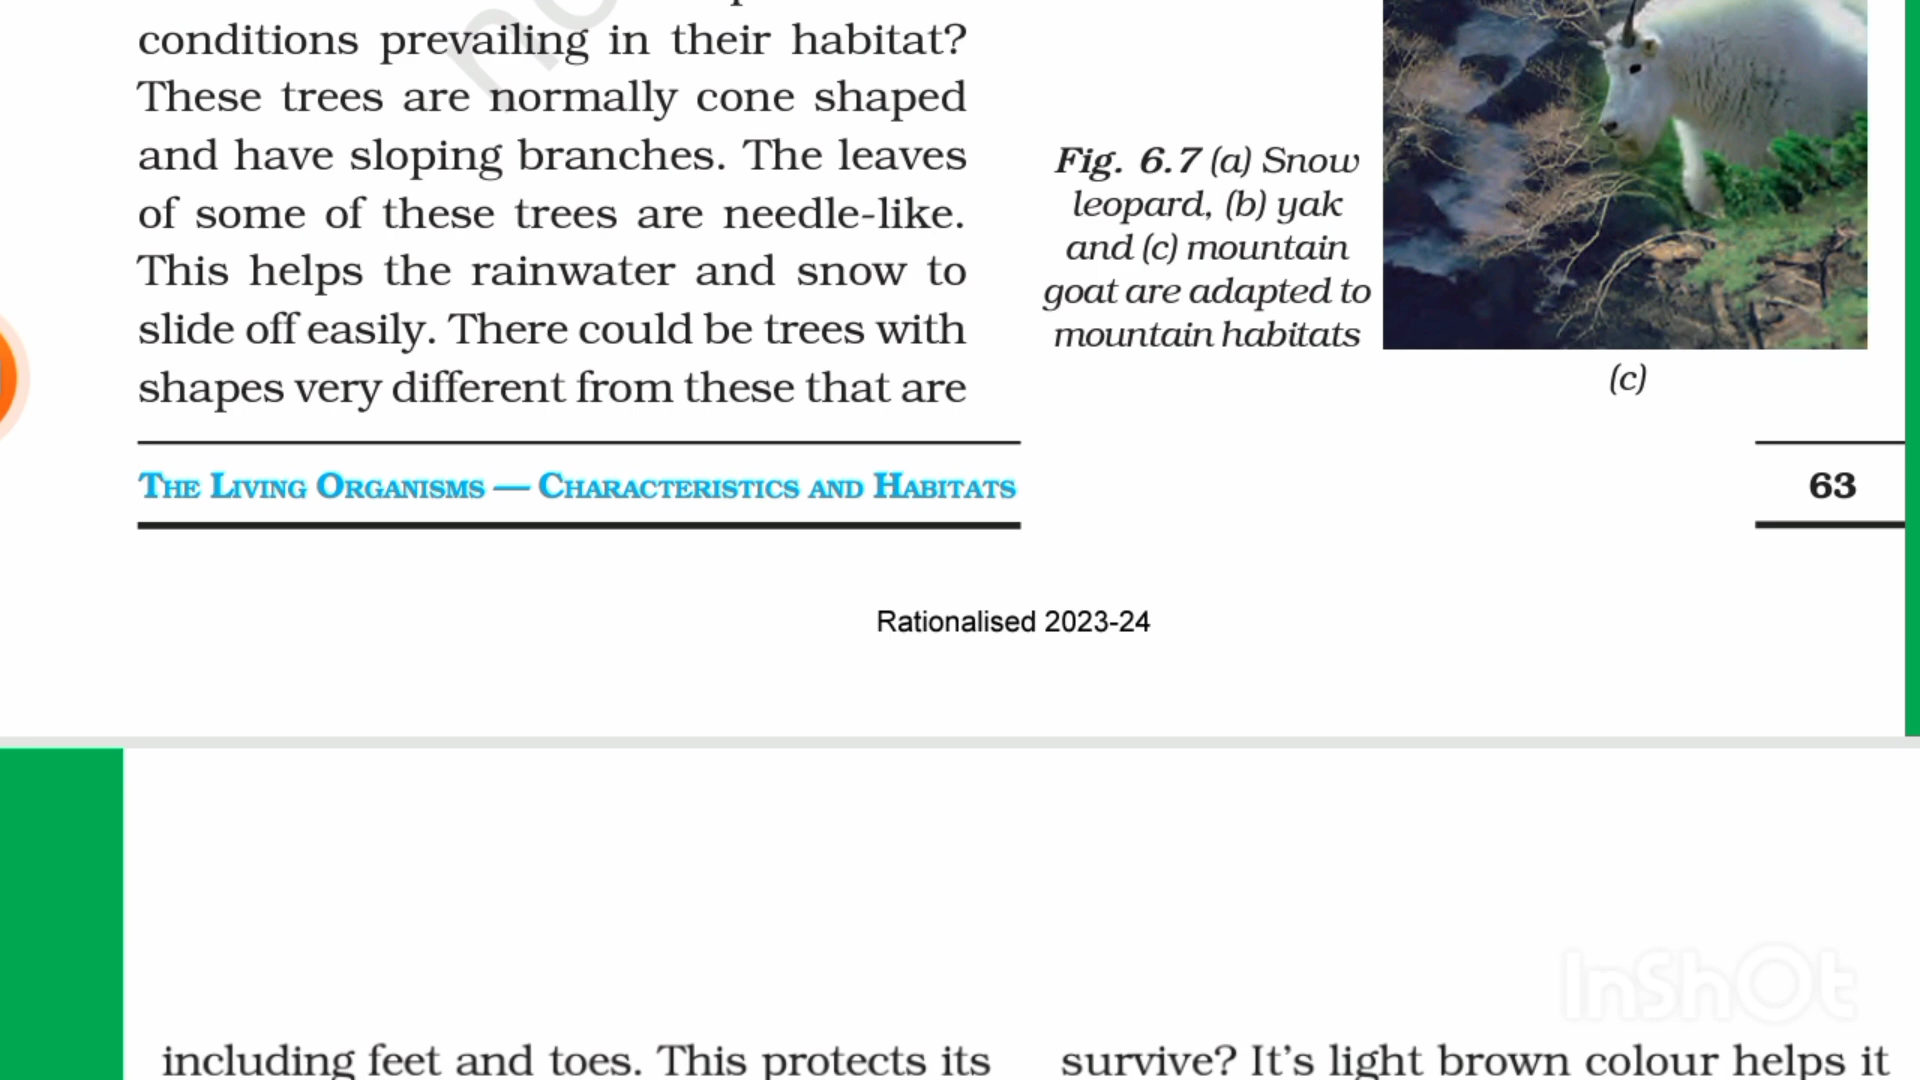 conditions prevailing in their habitat?
These trees are normally cone shaped
and have sloping branches. The leaves
of some of these trees are needle-like.
This helps the rainwater and snow to
slide off easily. There could be trees with
shapes very different from these that are
Fig. 6.7 (a) Snow
leopard, (b) yak
and (c) mountain
goat are adapted to
mountain habitats
(c)
THE LIVING ORGANISMS — CHARACTERISTICS AND HABITATS
63
Rationalised 2023-24
InShOt
including feet and toes. This protects its
survive? It's light brown colour helps it